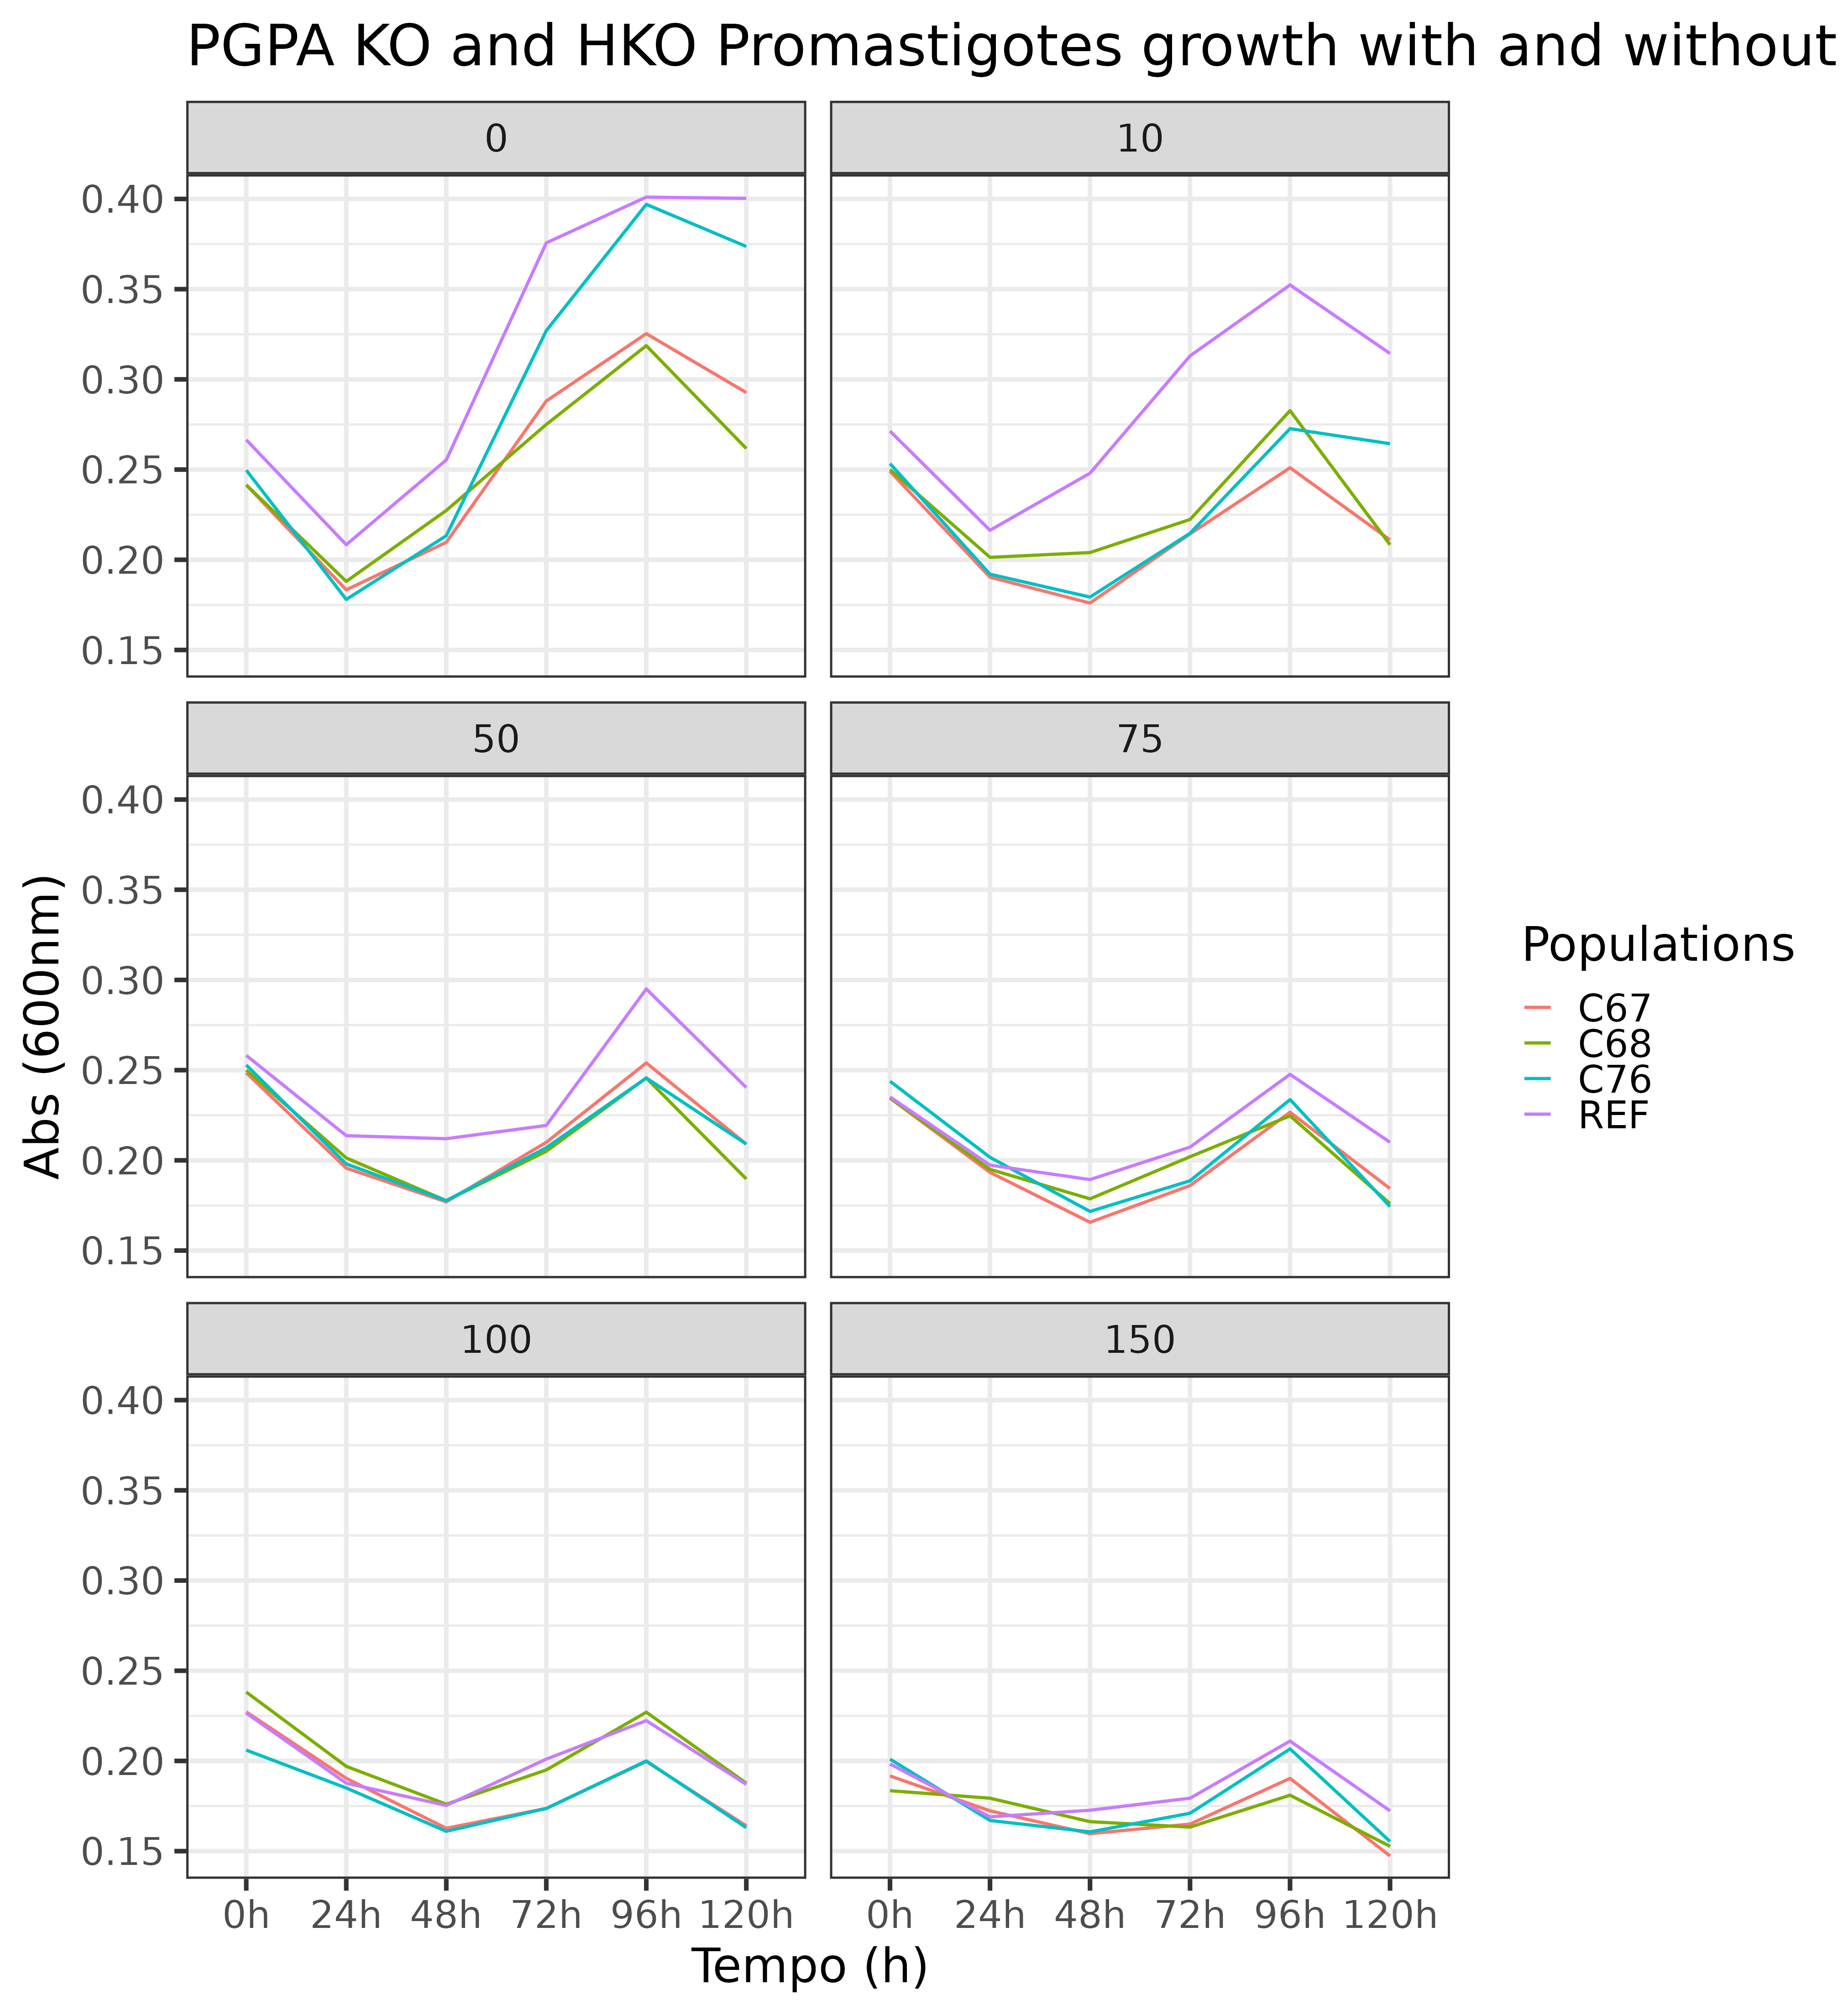 PGPA KO and HKO Promastigotes growth with and without
0
10
0.40
0.35
0.30
0.25
0.20
0.15
50
75
0.40
0.35
0.30
0.25
0.20
0.15
100
150
0.40
0.35
0.30
0.25
0.20
0.15
0h 24h 48h 72h 96h 120h
0h 24h 48h 72h 96h 120h
Tempo (h)
Abs (600nm)
Populations
C67
C68
C76
REF